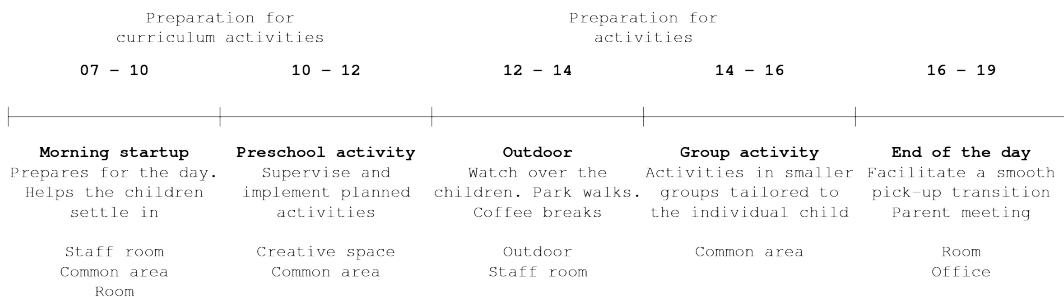 Preparation for
curriculum activities
Preparation for
activities
07 - 10
10 - 12
12 - 14
14 - 16
16 - 19
Morning startup
Prepares for the day.
Helps the children
settle in
Staff room
Common area
Room
Preschool activity
Supervise and
implement planned
activities
Creative space
Common area
Outdoor
Watch over the
children. Park walks.
Coffee breaks
Outdoor
Staff room
Group activity
Activities in smaller
groups tailored to
the individual child
Common area
End of the day
Facilitate a smooth
pick-up transition
Parent meeting
Room
Office